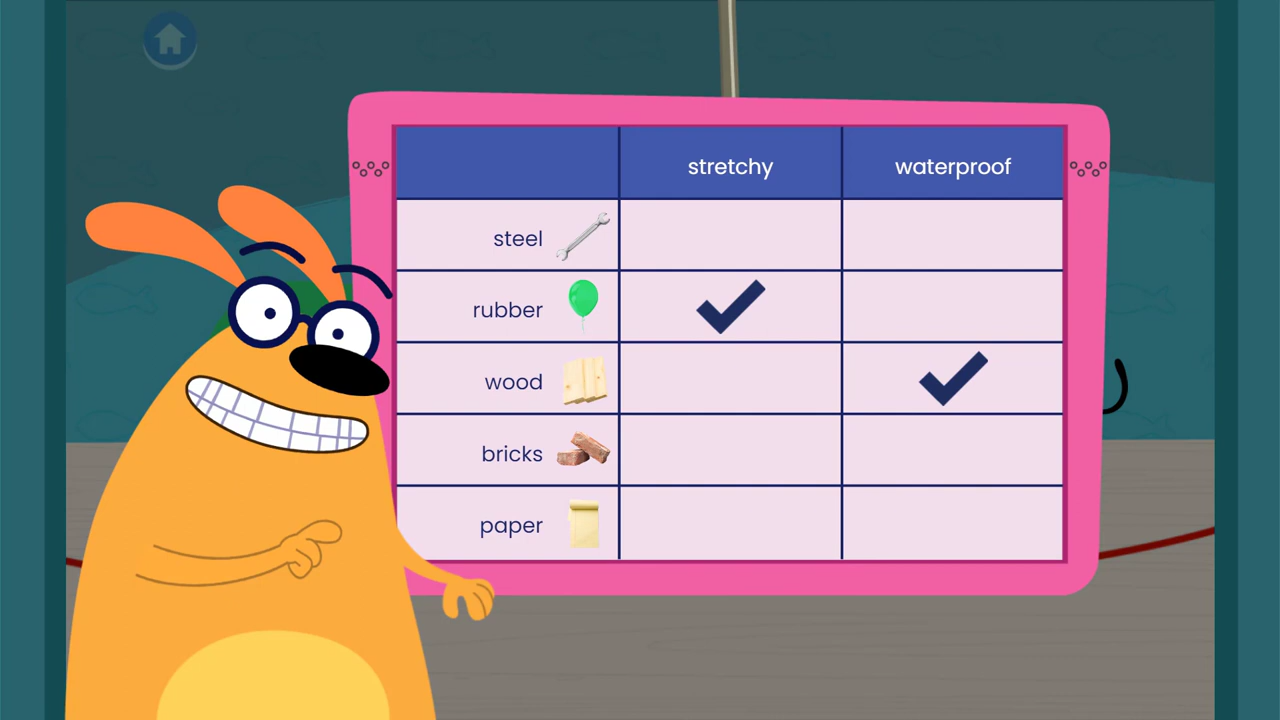 stretchy waterproof
steel
rubber
wood
bricks
paper